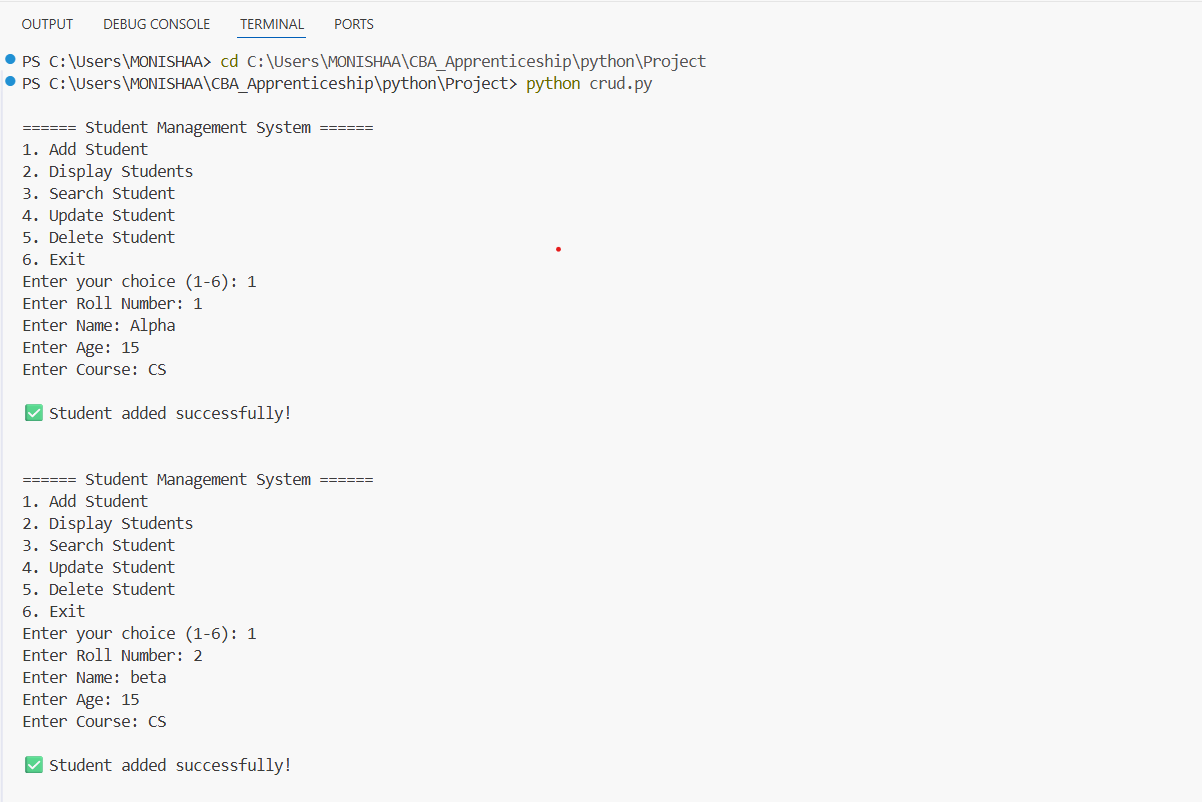 OUTPUT DEBUG CONSOLE TERMINAL PORTS
PS C:\Users\MONISHAA> cd C:\Users\MONISHAA\CBA_Apprenticeship\python\Project
PS C:\Users\MONISHAA\CBA_Apprenticeship\python\Project> python crud.py
====== Student Management System ======
1. Add Student
2. Display Students
3. Search Student
4. Update Student
5. Delete Student
6. Exit
Enter your choice (1-6): 1
Enter Roll Number: 1
Enter Name: Alpha
Enter Age: 15
Enter Course: CS
✅ Student added successfully!
====== Student Management System ======
1. Add Student
2. Display Students
3. Search Student
4. Update Student
5. Delete Student
6. Exit
Enter your choice (1-6): 1
Enter Roll Number: 2
Enter Name: beta
Enter Age: 15
Enter Course: CS
✅ Student added successfully!